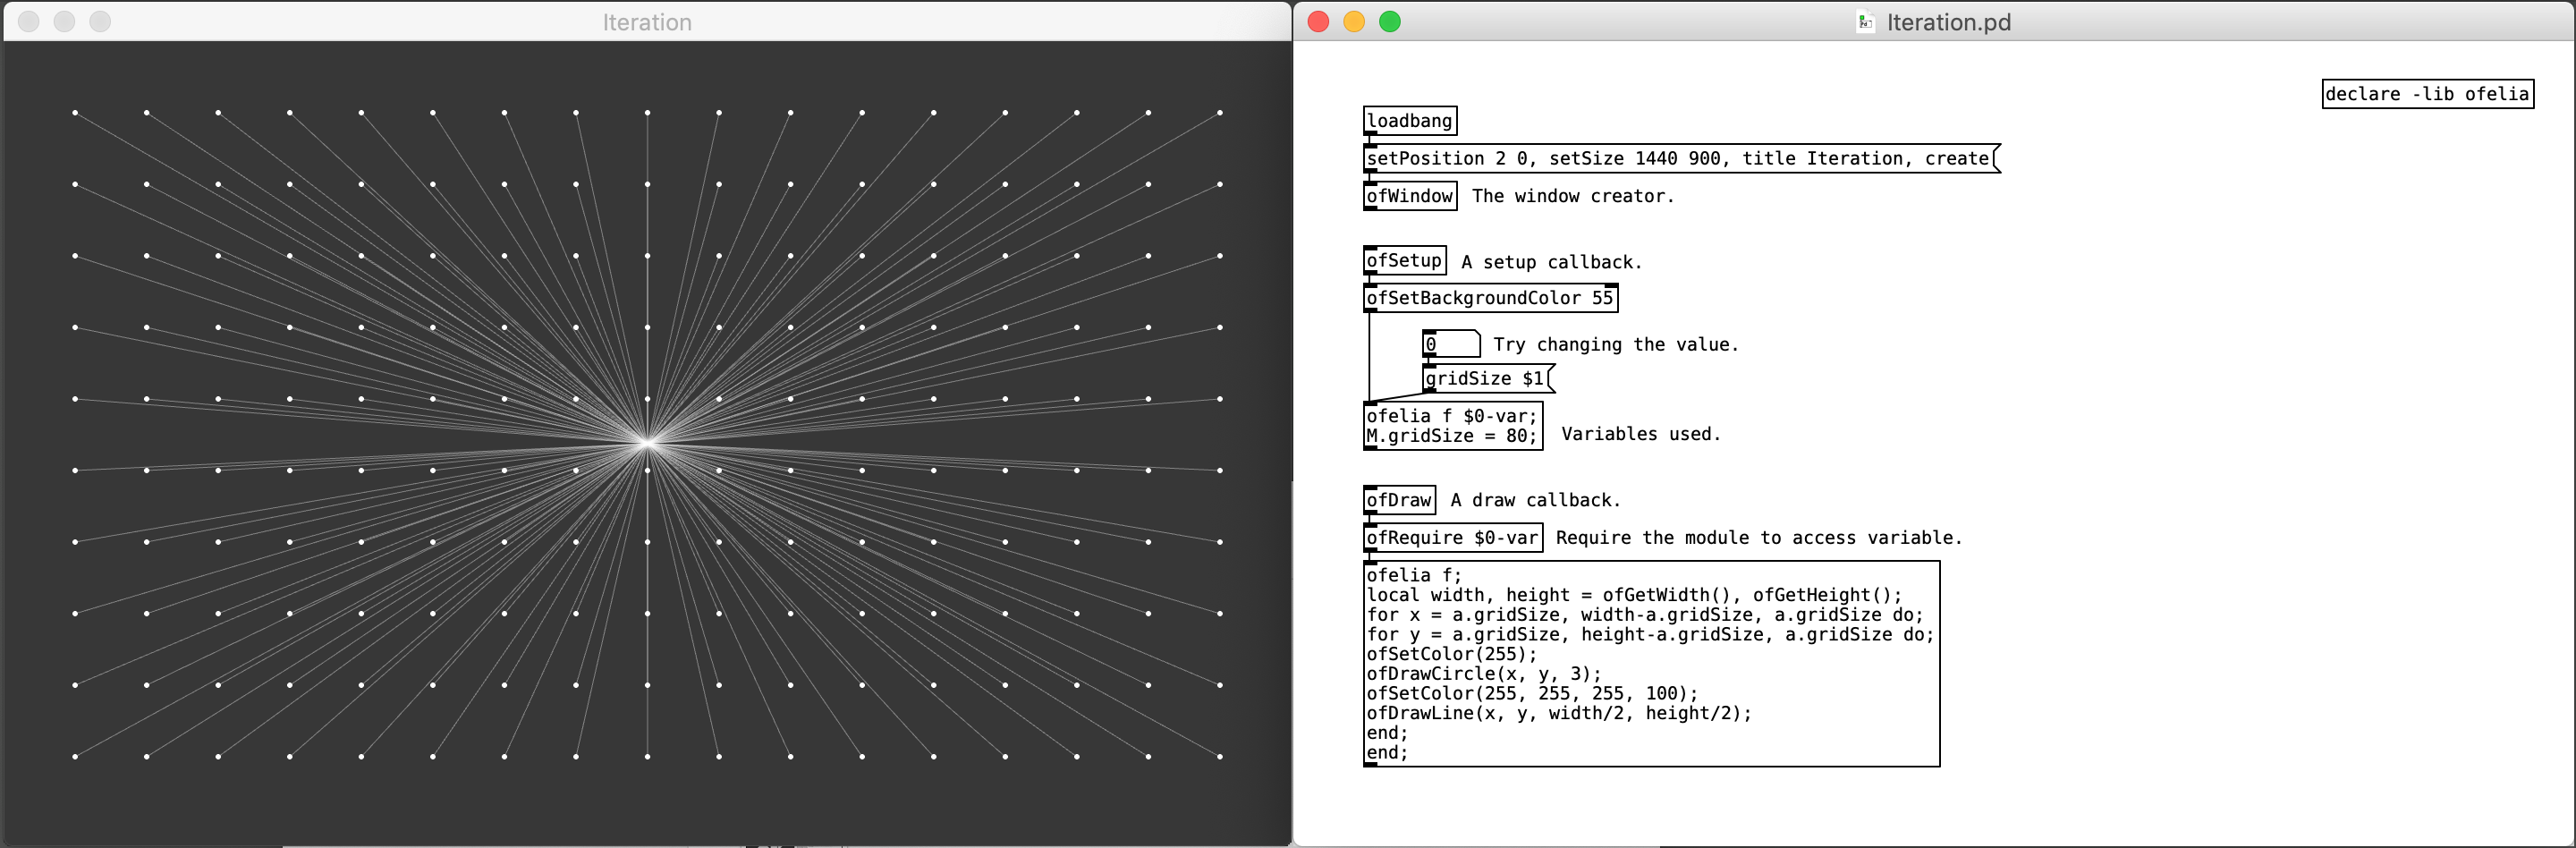 Iteration
Iteration.pd
declare -lib ofelia
loadbang
setPosition 2 0, setSize 1440 900, title Iteration, create
ofWindow The window creator.
ofSetup A setup callback.
ofSetBackgroundColor 55
0 Try changing the value.
gridSize $1
ofelia f $0-var;
M.gridSize = 80; Variables used.
ofDraw A draw callback.
ofRequire $0-var Require the module to access variable.
ofelia f;
local width, height = ofGetWidth(), ofGetHeight();
for x = a.gridSize, width-a.gridSize, a.gridSize do;
for y = a.gridSize, height-a.gridSize, a.gridSize do;
ofSetColor(255);
ofDrawCircle(x, y, 3);
ofSetColor(255, 255, 255, 100);
ofDrawLine(x, y, width/2, height/2);
end;
end;